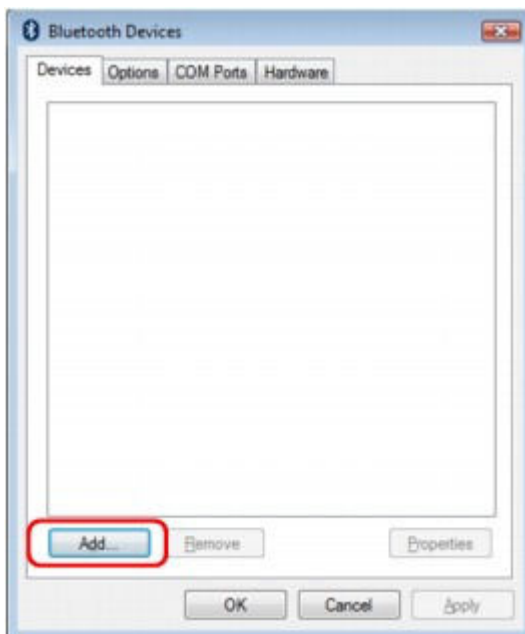 Bluetooth Devices
Devices Options COM Ports Hardware
Add... Remove Properties
OK Cancel Apply